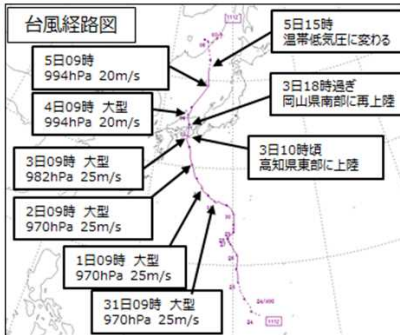 台風経路図
1112
5日15時
温帯低気圧に変わる
5日09時
994hPa 20m/s
3日18時過ぎ
岡山県南部に再上陸
4日09時 大型
994hPa 20m/s
3日10時頃
高知県東部に上陸
3日09時 大型
982hPa 25m/s
2日09時 大型
970hPa 25m/s
1日09時 大型
970hPa 25m/s
31日09時 大型
970hPa 25m/s
1112